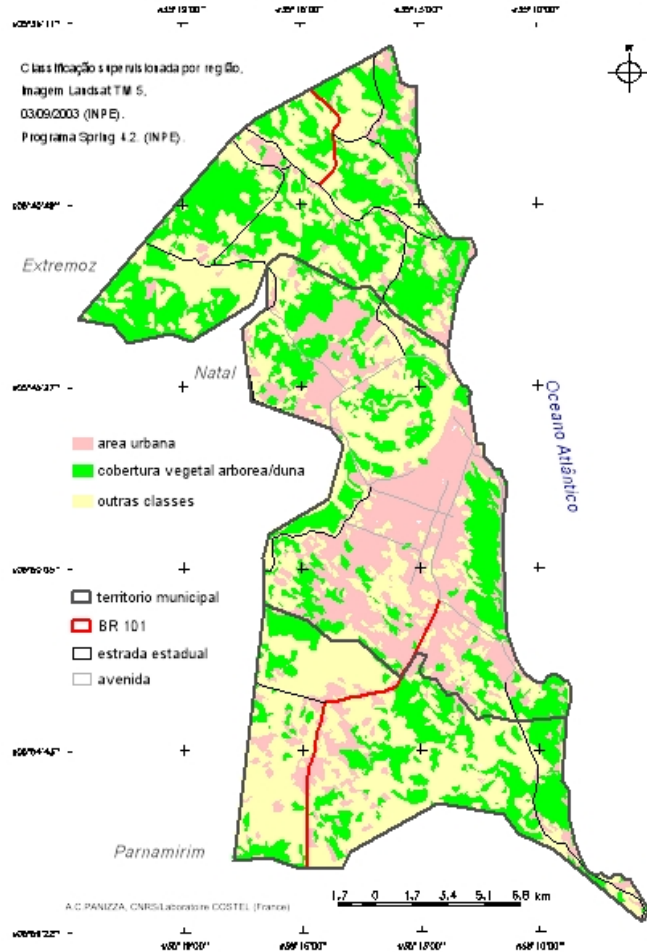 Classificação supervisionada por região,
Imagem Landsat TM 5,
03/09/2003 (INPE).
Programa Spring 4.2. (INPE).
N
Extremoz
Natal
Oceano Atlântico
area urbana
cobertura vegetal arborea/duna
outras classes
territorio municipal
BR 101
estrada estadual
avenida
Parnamirim
A.C.PANIZZA, CNRS/Laboratoire COSTEL (France)
1.7 0 1.7 3.4 5.1 6.8 km